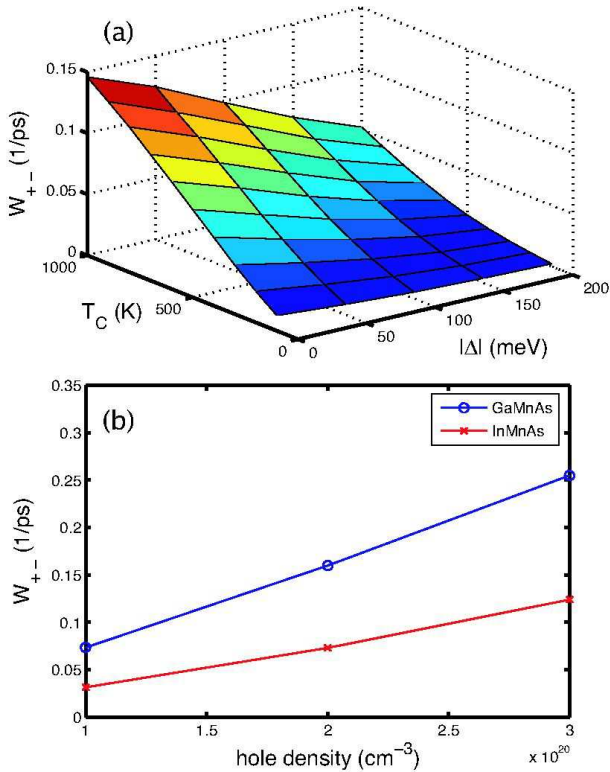 (a)
0.15
0.1
0.05
0
W+− (1/ps)
1000
500
0
T_C (K)
0
50
100
150
200
|Δ| (meV)
(b)
0.35
0.3
0.25
0.2
0.15
0.1
0.05
0
W+− (1/ps)
GaMnAs
InMnAs
1
1.5
2
2.5
3
x 10^20
hole density (cm^−3)